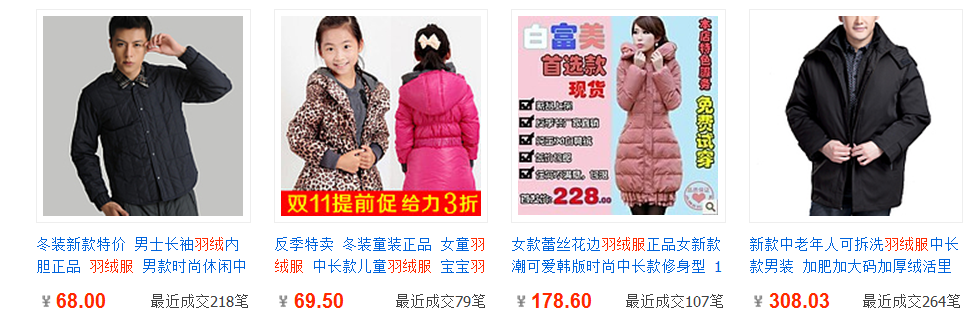 双11提前促 给力3折
白富美
首选款
现货
本店特色服务
免费试穿
228.00
冬装新款特价 男士长袖羽绒内
胆正品 羽绒服 男款时尚休闲中
¥ 68.00 最近成交218笔
反季特卖 冬装童装正品 女童羽
绒服 中长款儿童羽绒服 宝宝羽
¥ 69.50 最近成交79笔
女款蕾丝花边羽绒服正品女新款
潮可爱韩版时尚中长款修身型 1
¥ 178.60 最近成交107笔
新款中老年人可拆洗羽绒服中长
款男装 加肥加大码加厚绒活里
¥ 308.03 最近成交264笔